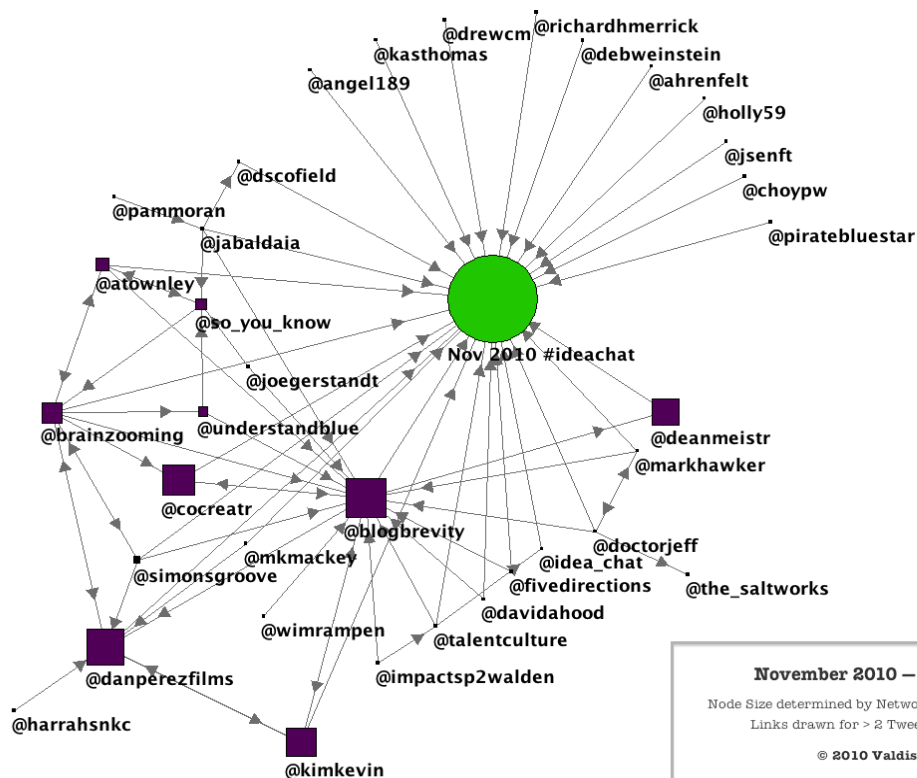 @richardhmerrick
@drewcm
@kasthomas
@debweinstein
@angel189
@ahrenfelt
@holly59
@jsenft
@dscofield
@choypw
@pammoran
@jabaldaia
@piratebluestar
@atownley
@so_you_know
Nov 2010 #ideachat
@joegerstandt
@understandblue
@brainzooming
@deanmeistr
@markhawker
@cocreatr
@blogbrevity
@doctorjeff
@mkmackey
@idea_chat
@simonsgroove
@fivedirections
@the_saltworks
@davidahood
@wimrampen
@talentculture
@impactsp2walden
@danperezfilms
@harrahsnkc
@kimkevin
November 2010 —
Node Size determined by Netwo
Links drawn for > 2 Twee
© 2010 Valdis